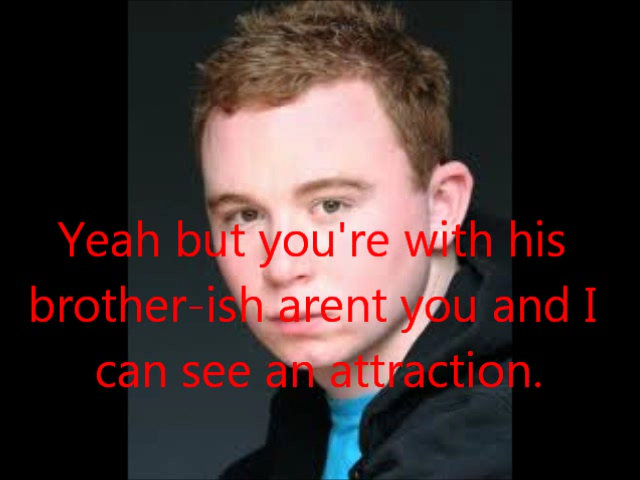 Yeah but you're with his
brother-ish arent you and I
can see an attraction.